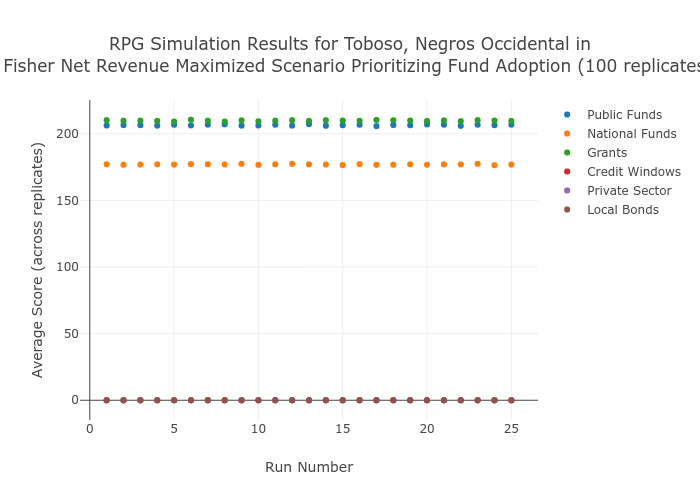 RPG Simulation Results for Toboso, Negros Occidental in
Fisher Net Revenue Maximized Scenario Prioritizing Fund Adoption (100 replicates
Public Funds
National Funds
Grants
Credit Windows
Private Sector
Local Bonds
Average Score (across replicates)
200
150
100
50
0
0 5 10 15 20 25
Run Number